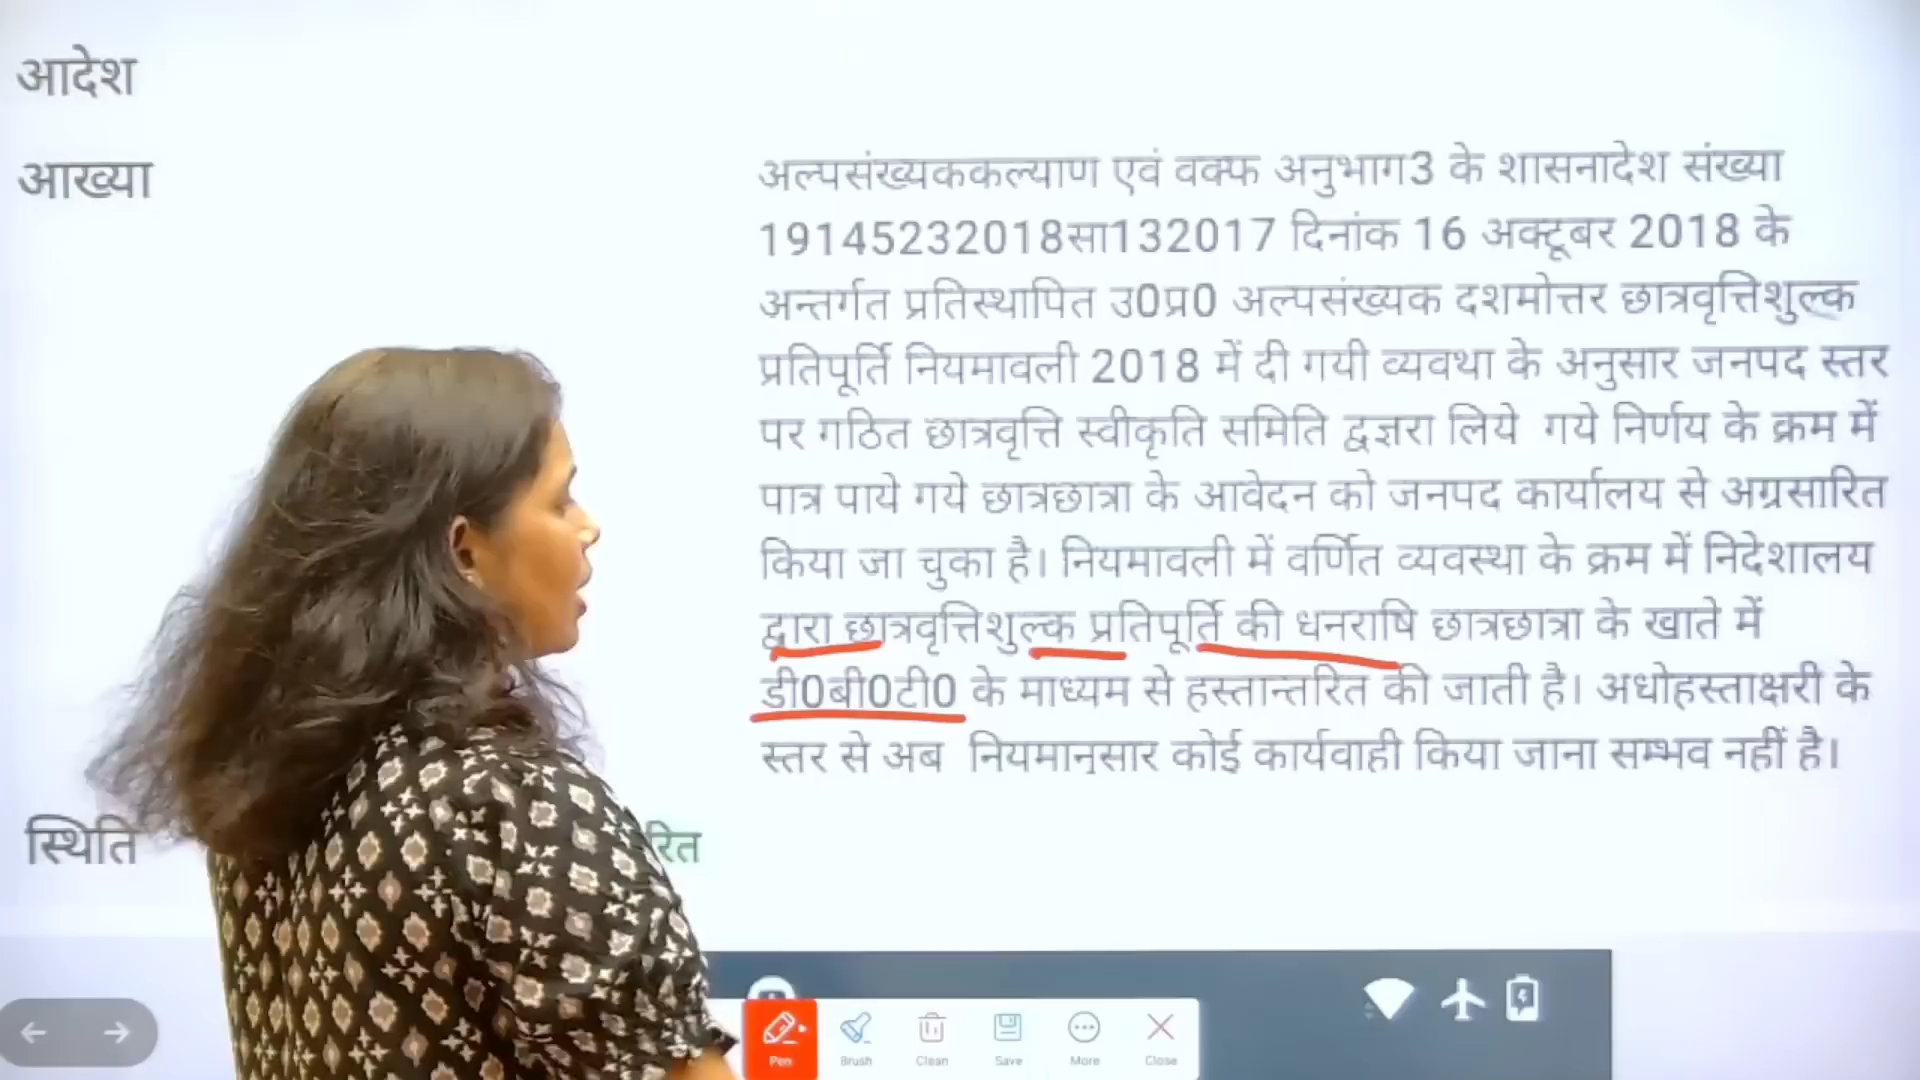 आदेश
आख्या
अल्पसंख्यककल्याण एवं वक्फ अनुभाग3 के शासनादेश संख्या
19145232018सा132017 दिनांक 16 अक्टूबर 2018 के
अन्तर्गत प्रतिस्थापित उ0प्र0 अल्पसंख्यक दशमोत्तर छात्रवृत्तिशुल्क
प्रतिपूर्ति नियमावली 2018 में दी गयी व्यवथा के अनुसार जनपद स्तर
पर गठित छात्रवृत्ति स्वीकृति समिति द्वज्ञरा लिये गये निर्णय के क्रम में
पात्र पाये गये छात्रछात्रा के आवेदन को जनपद कार्यालय से अग्रसारित
किया जा चुका है। नियमावली में वर्णित व्यवस्था के क्रम में निदेशालय
द्वारा छात्रवृत्तिशुल्क प्रतिपूर्ति की धनराषि छात्रछात्रा के खाते में
डी0बी0टी0 के माध्यम से हस्तान्तरित की जाती है। अधोहस्ताक्षरी के
स्तर से अब नियमानुसार कोई कार्यवाही किया जाना सम्भव नहीं है।
स्थिति
Pen Brush Clean Save More Close